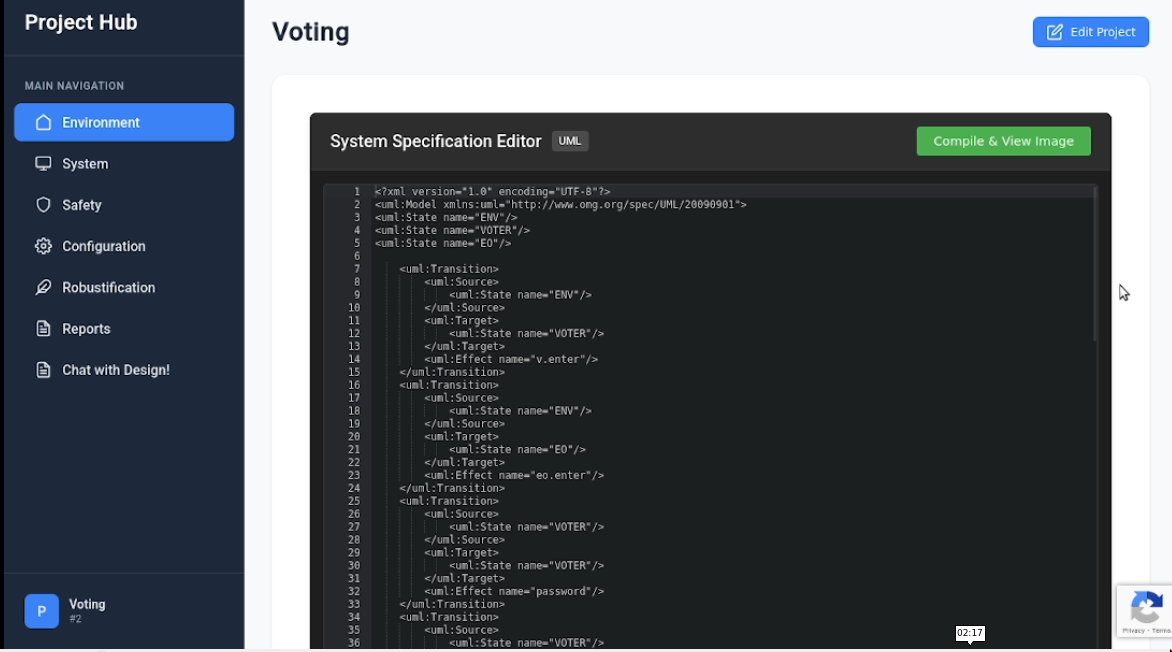 Project Hub
MAIN NAVIGATION
Environment
System
Safety
Configuration
Robustification
Reports
Chat with Design!
P
Voting
#2
Voting
Edit Project
System Specification Editor
UML
Compile & View Image
1 <?xml version="1.0" encoding="UTF-8"?>
2 <uml:Model xmlns:uml="http://www.omg.org/spec/UML/20090901">
3 <uml:State name="ENV"/>
4 <uml:State name="VOTER"/>
5 <uml:State name="EO"/>
6
7 <uml:Transition>
8 <uml:Source>
9 <uml:State name="ENV"/>
10 </uml:Source>
11 <uml:Target>
12 <uml:State name="VOTER"/>
13 </uml:Target>
14 <uml:Effect name="v.enter"/>
15 </uml:Transition>
16 <uml:Transition>
17 <uml:Source>
18 <uml:State name="ENV"/>
19 </uml:Source>
20 <uml:Target>
21 <uml:State name="EO"/>
22 </uml:Target>
23 <uml:Effect name="eo.enter"/>
24 </uml:Transition>
25 <uml:Transition>
26 <uml:Source>
27 <uml:State name="VOTER"/>
28 </uml:Source>
29 <uml:Target>
30 <uml:State name="VOTER"/>
31 </uml:Target>
32 <uml:Effect name="password"/>
33 </uml:Transition>
34 <uml:Transition>
35 <uml:Source>
36 <uml:State name="VOTER"/>
02:17
Privacy - Terms